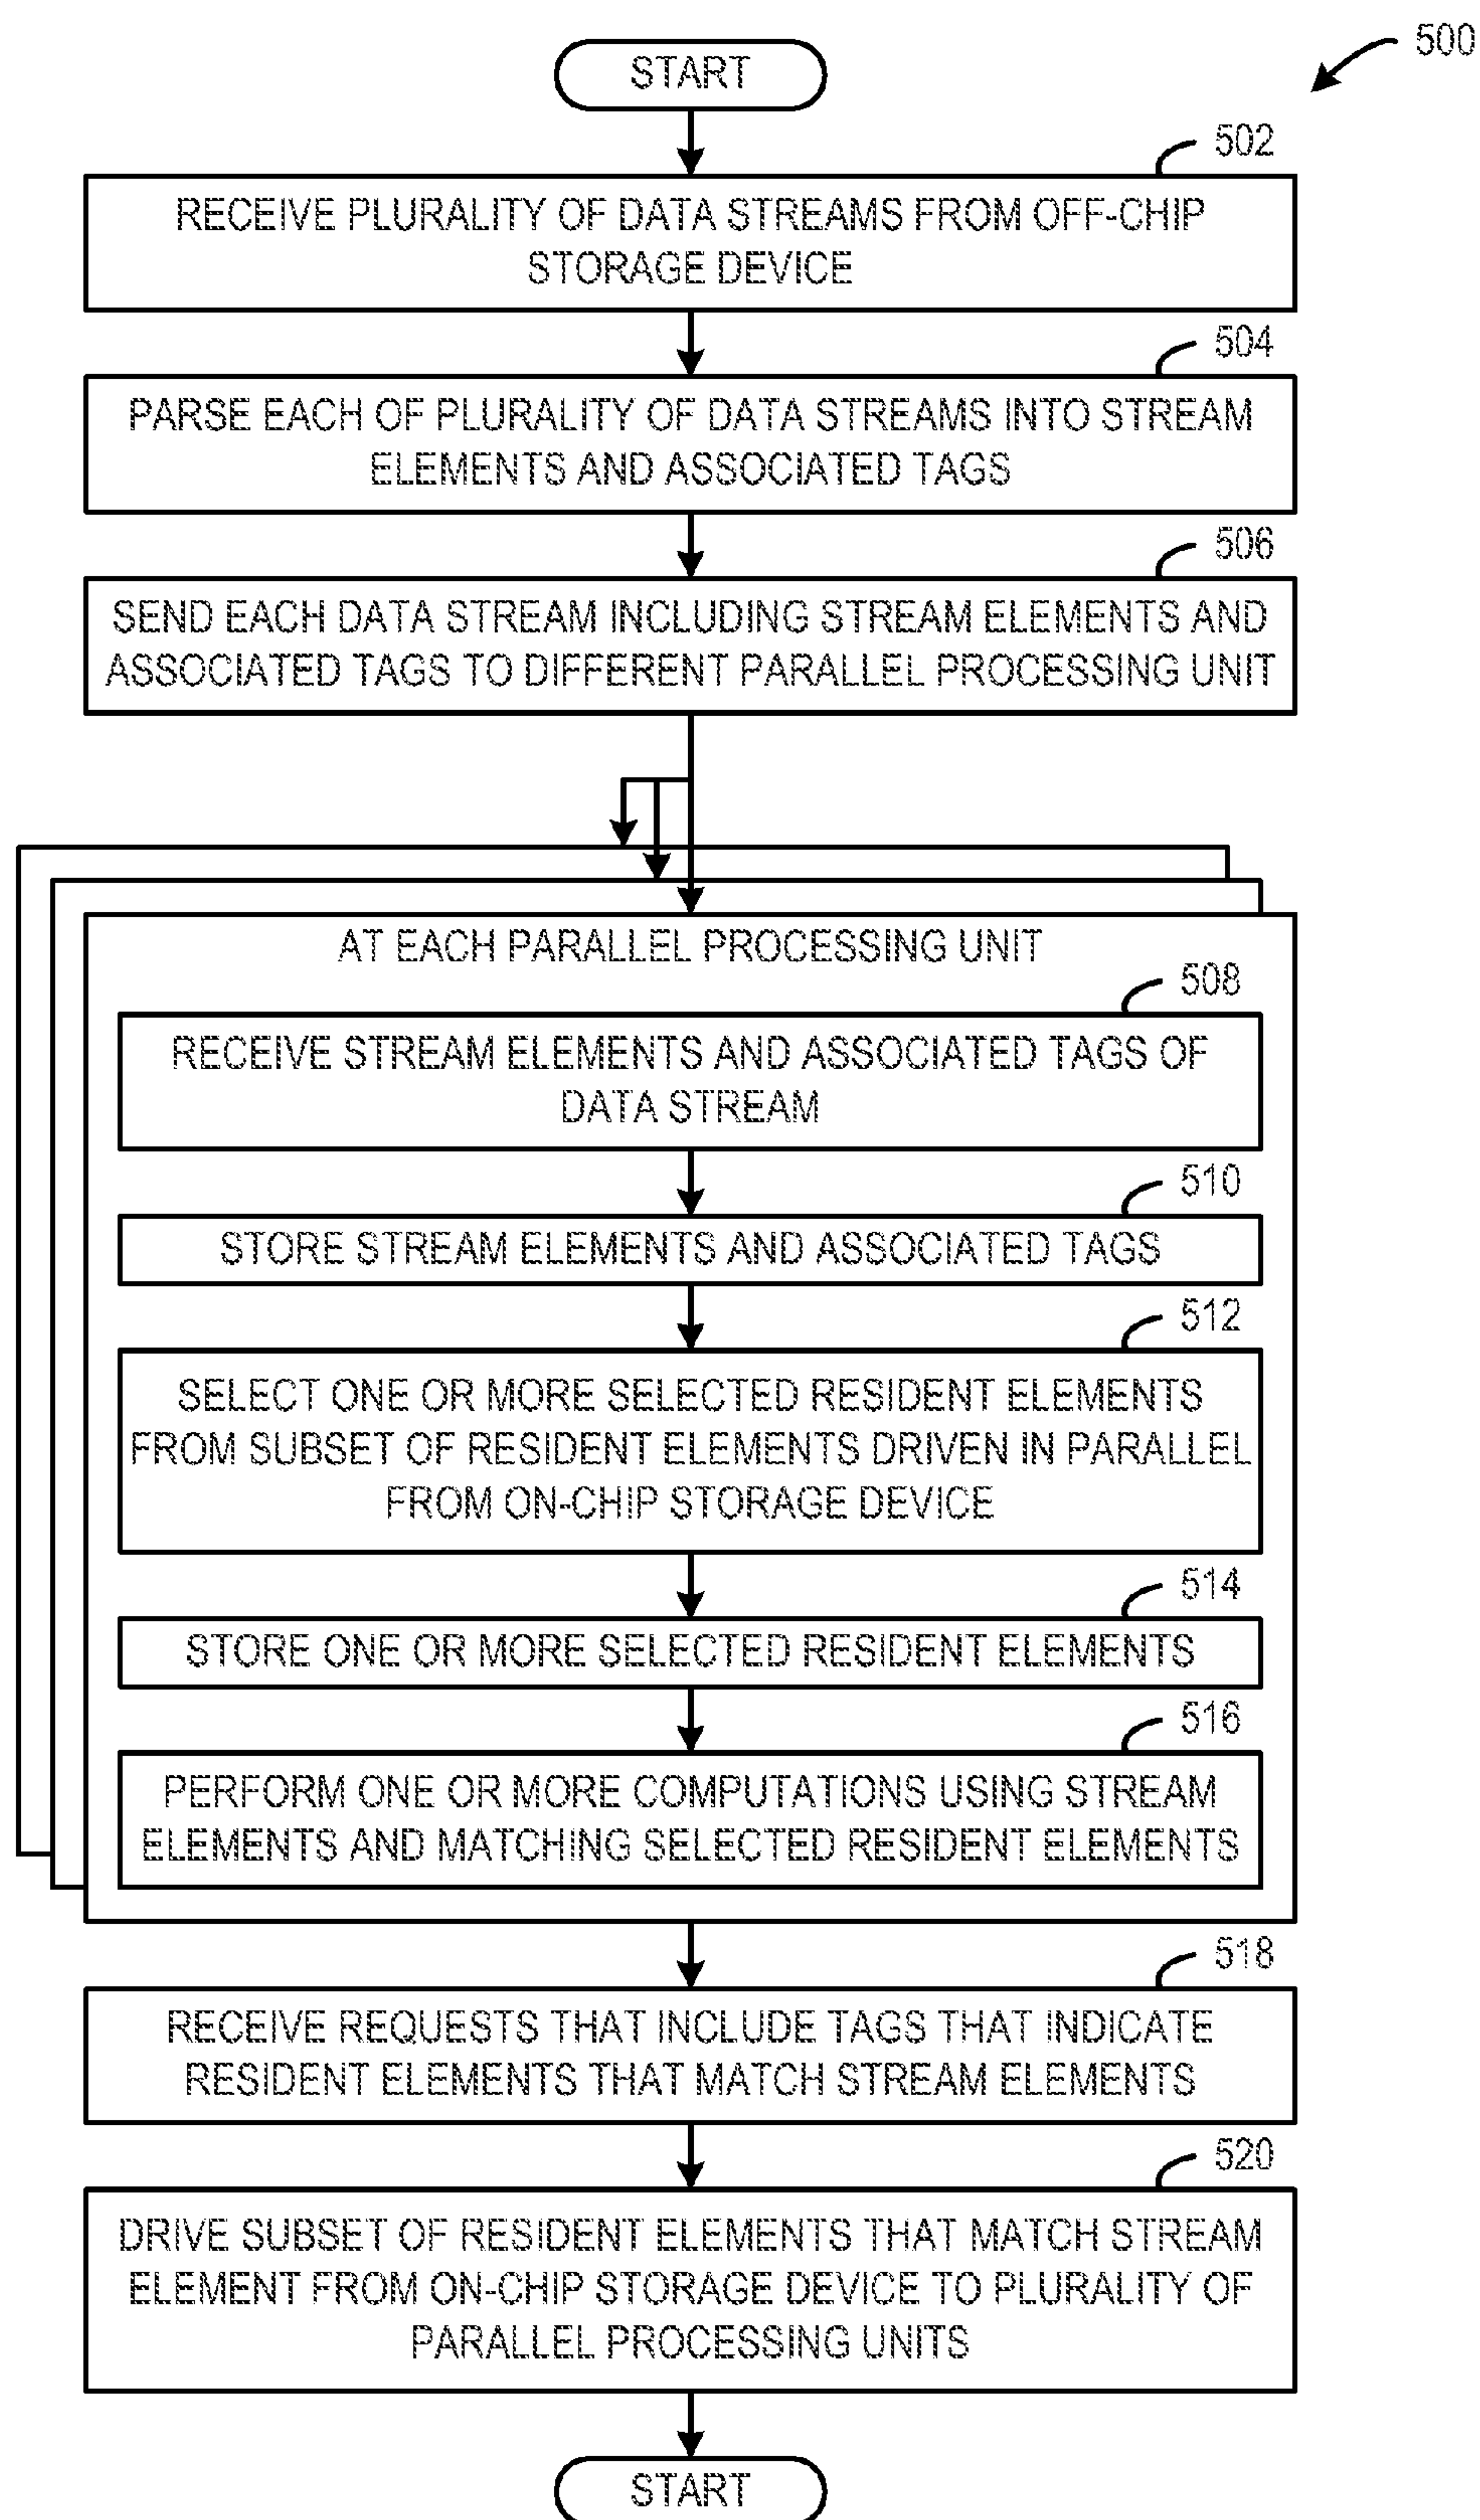 500
START
502
RECEIVE PLURALITY OF DATA STREAMS FROM OFF-CHIP
STORAGE DEVICE
504
PARSE EACH OF PLURALITY OF DATA STREAMS INTO STREAM
ELEMENTS AND ASSOCIATED TAGS
506
SEND EACH DATA STREAM INCLUDING STREAM ELEMENTS AND
ASSOCIATED TAGS TO DIFFERENT PARALLEL PROCESSING UNIT
AT EACH PARALLEL PROCESSING UNIT
508
RECEIVE STREAM ELEMENTS AND ASSOCIATED TAGS OF
DATA STREAM
510
STORE STREAM ELEMENTS AND ASSOCIATED TAGS
512
SELECT ONE OR MORE SELECTED RESIDENT ELEMENTS
FROM SUBSET OF RESIDENT ELEMENTS DRIVEN IN PARALLEL
FROM ON-CHIP STORAGE DEVICE
514
STORE ONE OR MORE SELECTED RESIDENT ELEMENTS
516
PERFORM ONE OR MORE COMPUTATIONS USING STREAM
ELEMENTS AND MATCHING SELECTED RESIDENT ELEMENTS
518
RECEIVE REQUESTS THAT INCLUDE TAGS THAT INDICATE
RESIDENT ELEMENTS THAT MATCH STREAM ELEMENTS
520
DRIVE SUBSET OF RESIDENT ELEMENTS THAT MATCH STREAM
ELEMENT FROM ON-CHIP STORAGE DEVICE TO PLURALITY OF
PARALLEL PROCESSING UNITS
START